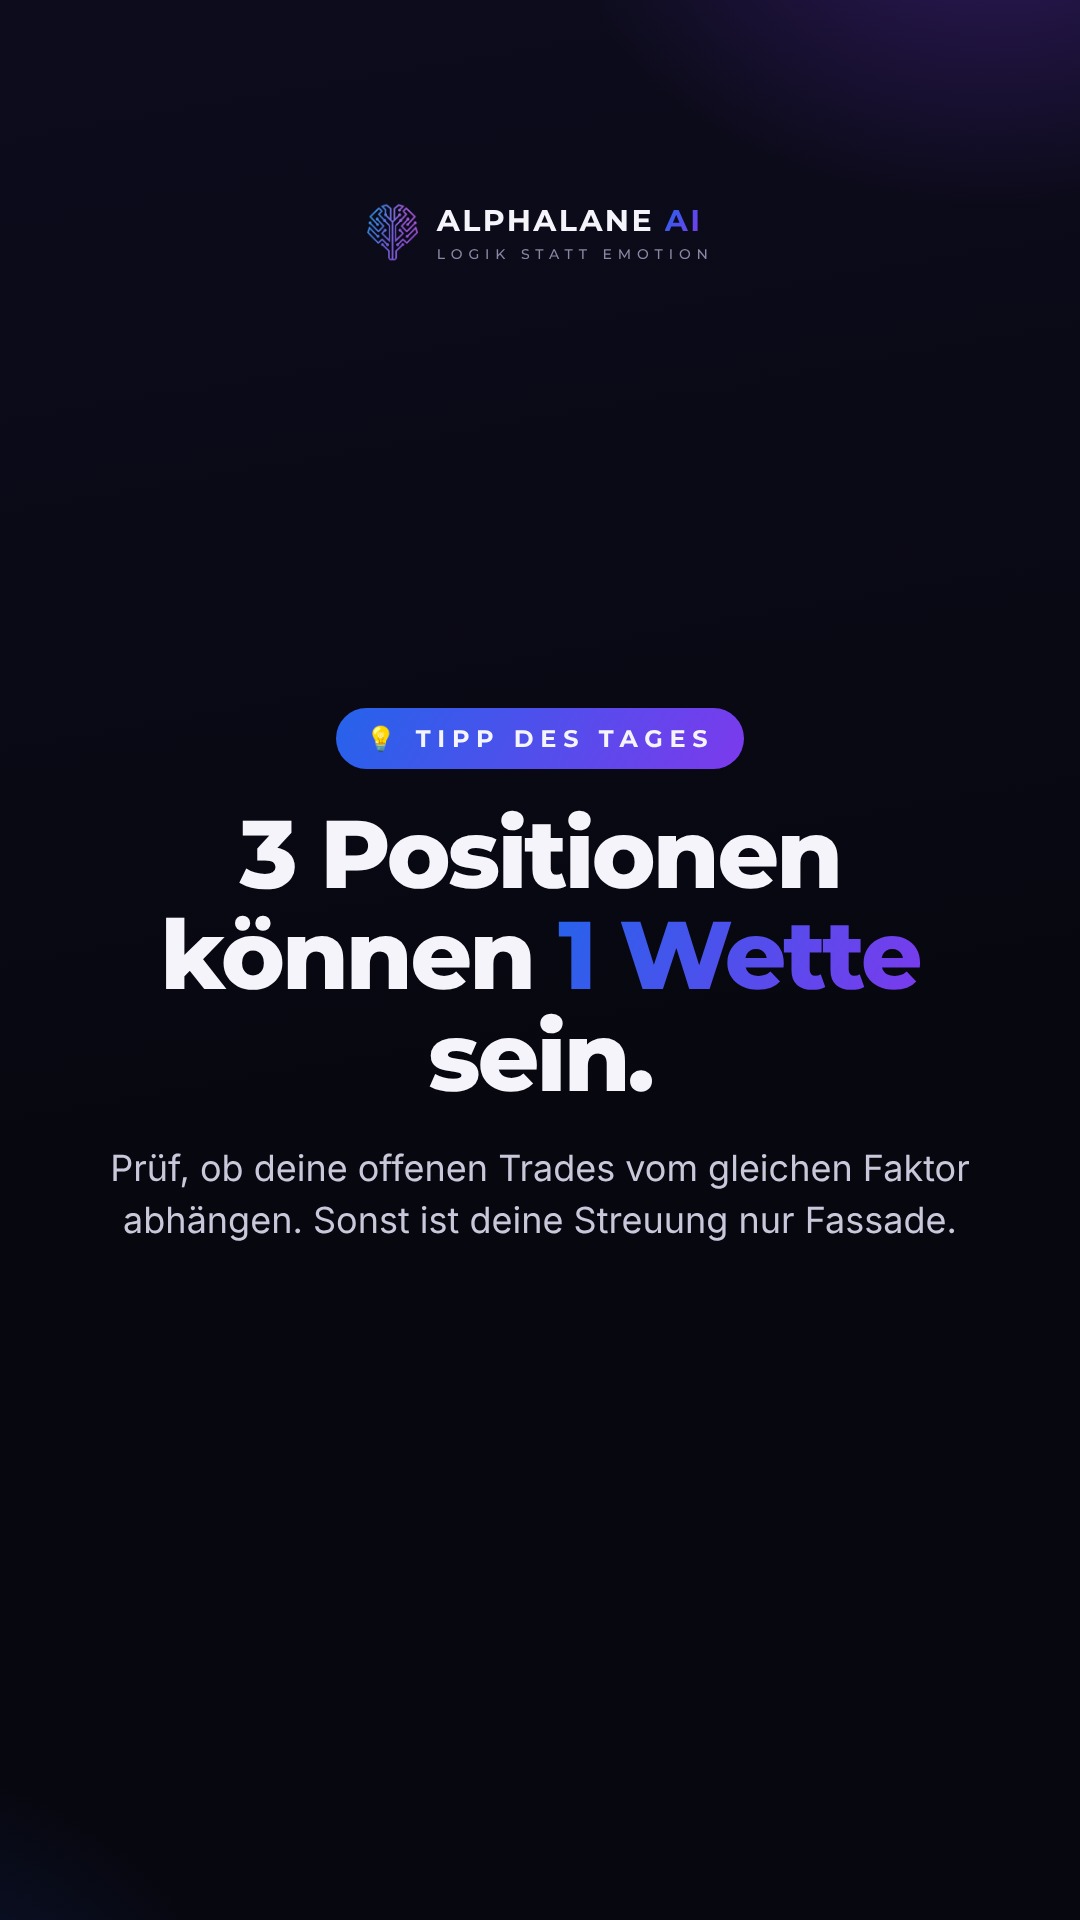 ALPHALANE AI
LOGIK STATT EMOTION
💡 TIPP DES TAGES
3 Positionen
können 1 Wette
sein.
Prüf, ob deine offenen Trades vom gleichen Faktor
abhängen. Sonst ist deine Streuung nur Fassade.